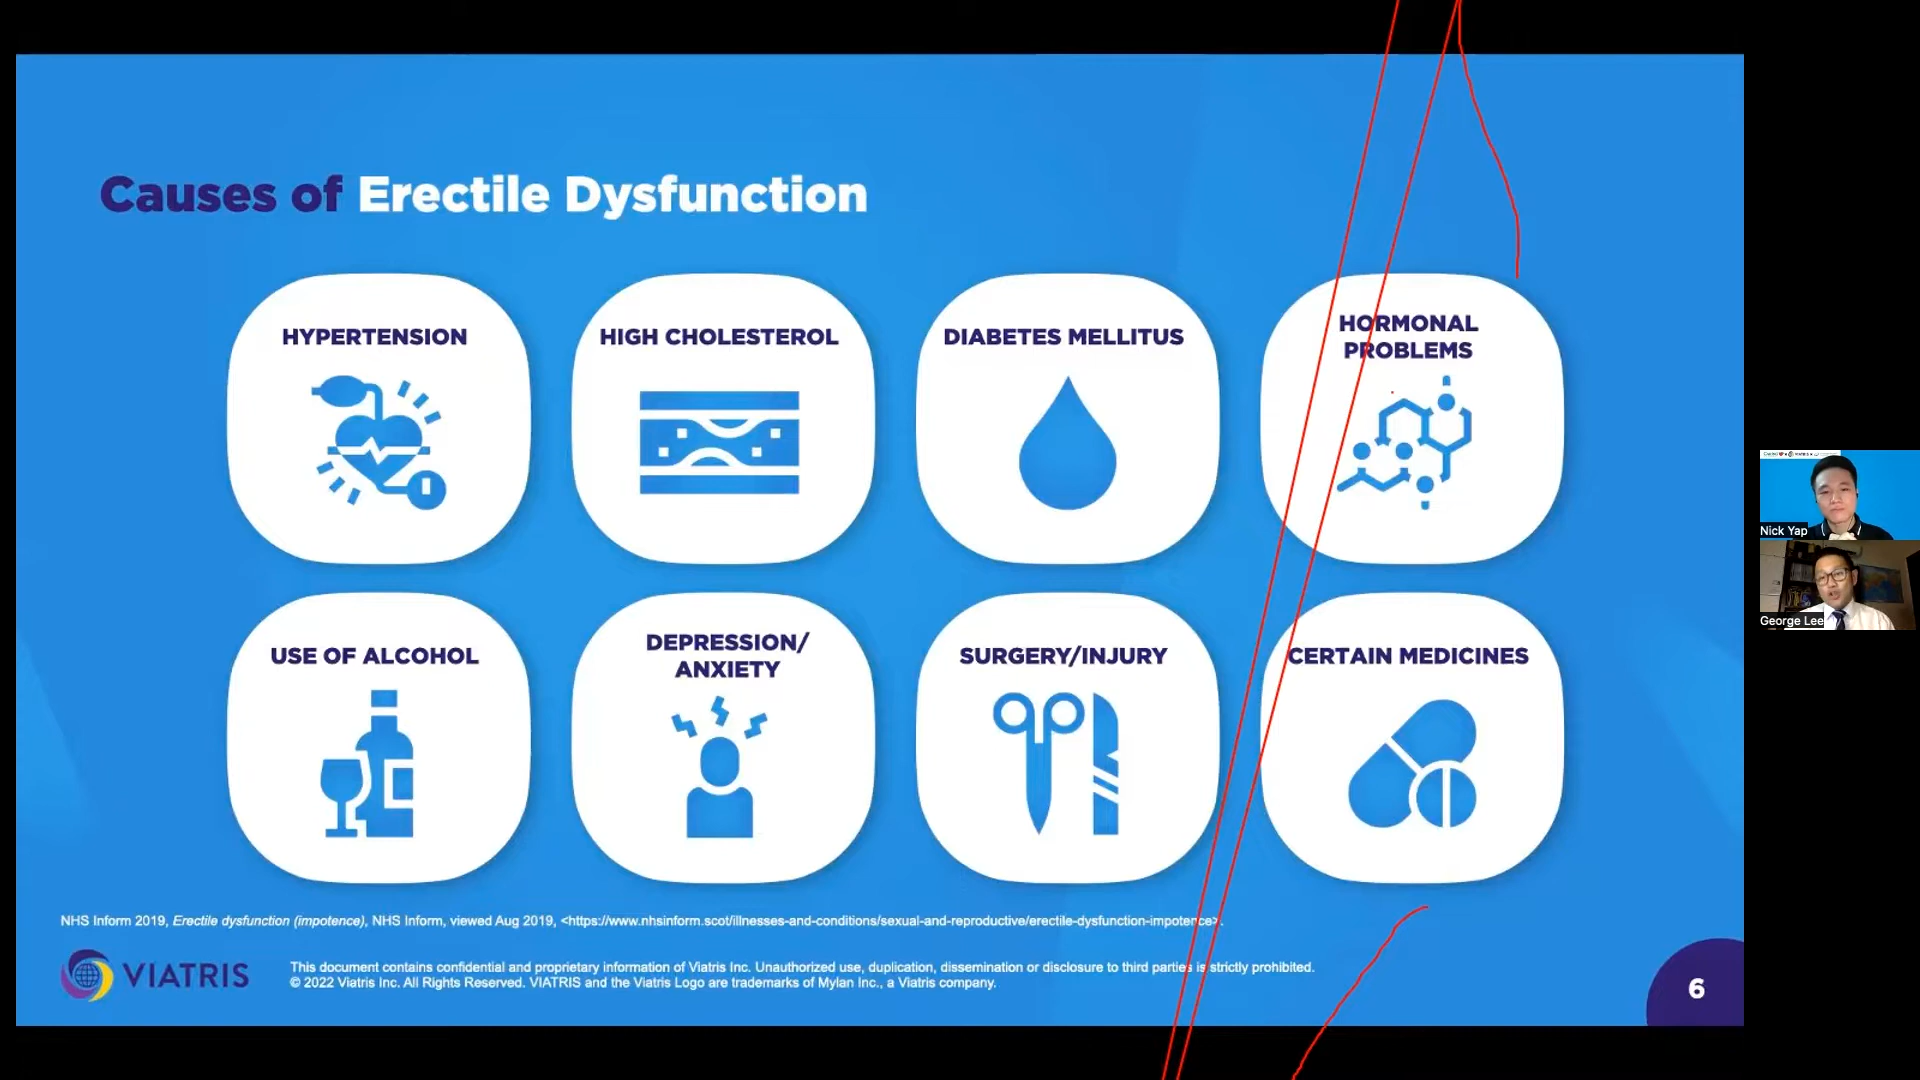 Causes of Erectile Dysfunction
HYPERTENSION
HIGH CHOLESTEROL
DIABETES MELLITUS
HORMONAL
PROBLEMS
USE OF ALCOHOL
DEPRESSION/
ANXIETY
SURGERY/INJURY
CERTAIN MEDICINES
NHS Inform 2019, Erectile dysfunction (impotence), NHS Inform, viewed Aug 2019, <https://www.nhsinform.scot/illnesses-and-conditions/sexual-and-reproductive/erectile-dysfunction-impotence>.
VIATRIS
This document contains confidential and proprietary information of Viatris Inc. Unauthorized use, duplication, dissemination or disclosure to third parties is strictly prohibited.
© 2022 Viatris Inc. All Rights Reserved. VIATRIS and the Viatris Logo are trademarks of Mylan Inc., a Viatris company.
6
Nick Yap
George Lee